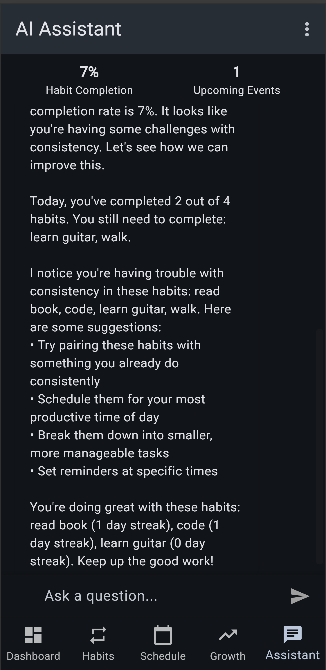 AI Assistant
7% 1
Habit Completion Upcoming Events
completion rate is 7%. It looks like
you're having some challenges with
consistency. Let's see how we can
improve this.
Today, you've completed 2 out of 4
habits. You still need to complete:
learn guitar, walk.
I notice you're having trouble with
consistency in these habits: read
book, code, learn guitar, walk. Here
are some suggestions:
• Try pairing these habits with
something you already do
consistently
• Schedule them for your most
productive time of day
• Break them down into smaller,
more manageable tasks
• Set reminders at specific times
You're doing great with these habits:
read book (1 day streak), code (1
day streak), learn guitar (0 day
streak). Keep up the good work!
Ask a question...
Dashboard Habits Schedule Growth Assistant